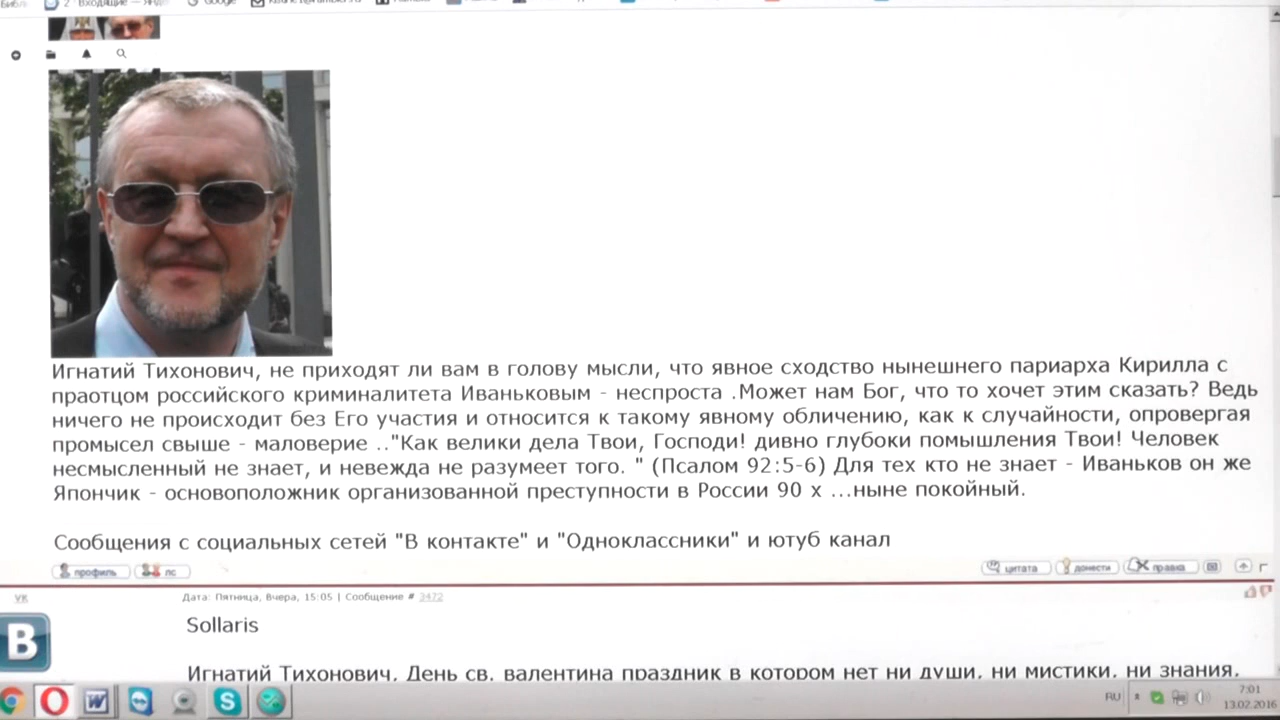 Игнатий Тихонович, не приходят ли вам в голову мысли, что явное сходство нынешнего париарха Кирилла с
праотцом российского криминалитета Иваньковым - неспроста .Может нам Бог, что то хочет этим сказать? Ведь
ничего не происходит без Его участия и относится к такому явному обличению, как к случайности, опровергая
промысел свыше - маловерие .."Как велики дела Твои, Господи! дивно глубоки помышления Твои! Человек
несмысленный не знает, и невежда не разумеет того. " (Псалом 92:5-6) Для тех кто не знает - Иваньков он же
Япончик - основоположник организованной преступности в России 90 х ...ныне покойный.
Сообщения с социальных сетей "В контакте" и "Одноклассники" и ютуб канал
профиль лс цитата донести правка
VK Дата: Пятница, Вчера, 15:05 | Сообщение # 3472
Sollaris
В
Игнатий Тихонович, День св. валентина праздник в котором нет ни души, ни мистики, ни знания,
RU 7:01
13.02.2016